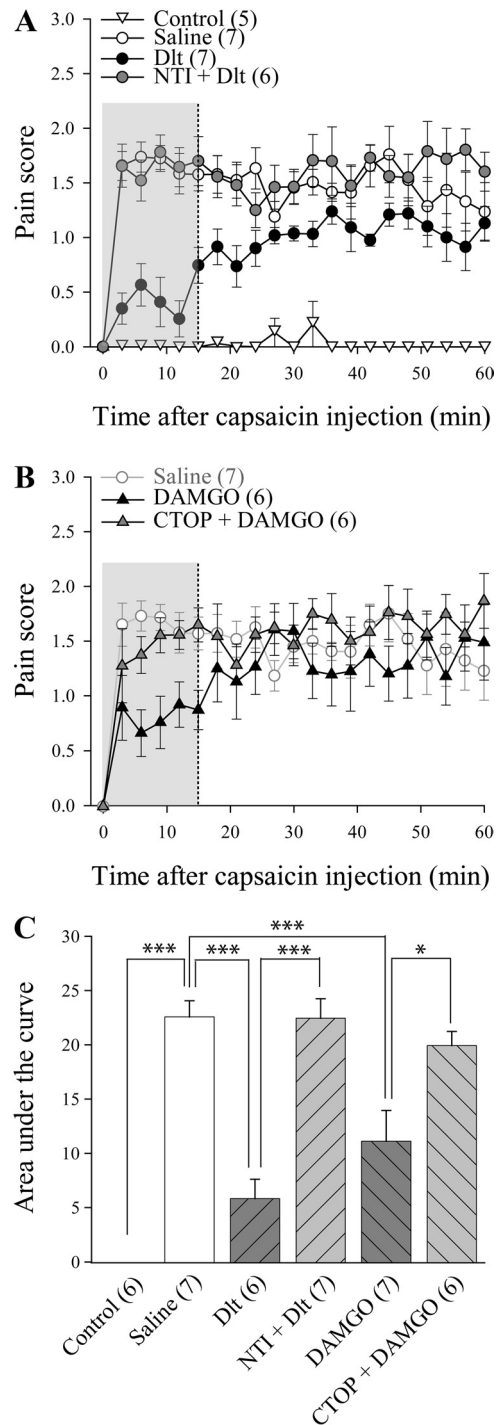 A
Control (5)
Saline (7)
Dlt (7)
NTI + Dlt (6)
3.0
2.5
2.0
1.5
1.0
0.5
0.0
Pain score
0 10 20 30 40 50 60
Time after capsaicin injection (min)
B
Saline (7)
DAMGO (6)
CTOP + DAMGO (6)
3.0
2.5
2.0
1.5
1.0
0.5
0.0
Pain score
0 10 20 30 40 50 60
Time after capsaicin injection (min)
C
30
25
20
15
10
5
0
Area under the curve
***
*** *** *** *
Control (6)
Saline (7)
Dlt (6)
NTI + Dlt (7)
DAMGO (7)
CTOP + DAMGO (6)